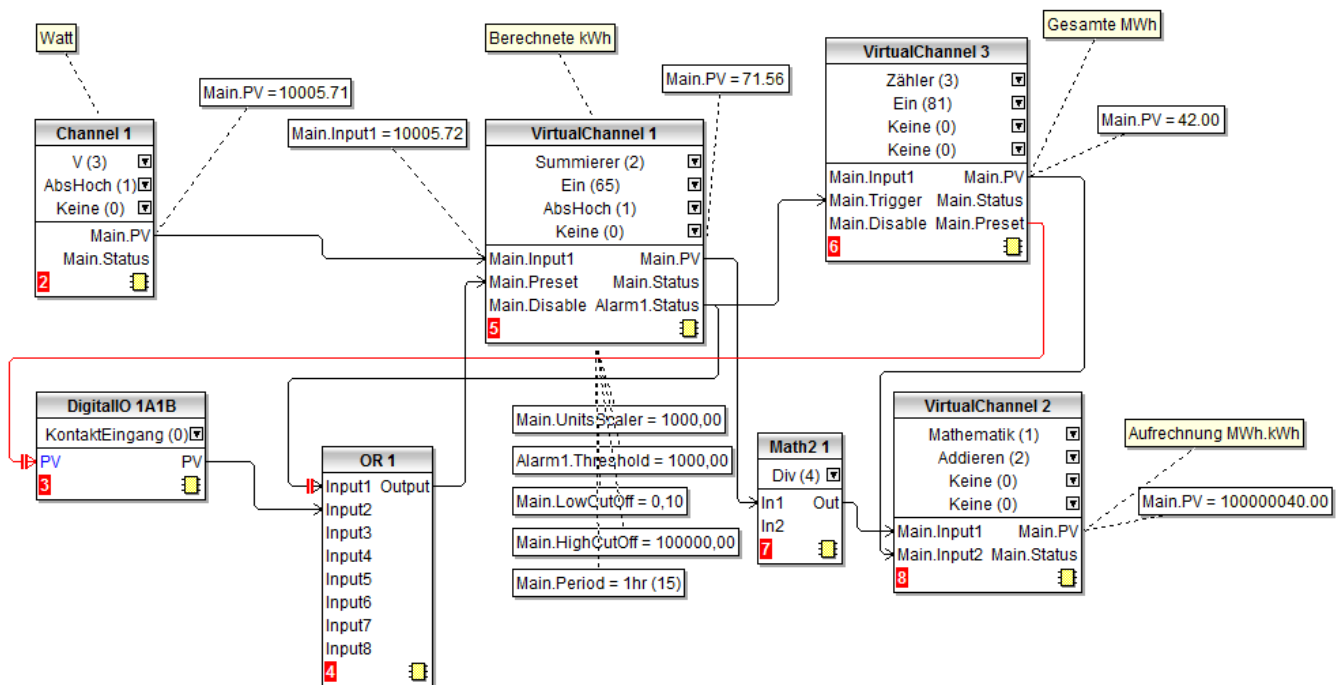 Watt
Main.PV =10005.71
Channel 1
V (3)
AbsHoch (1)
Keine (0)
Main.PV
Main.Status
2
Berechnete kWh
Main.PV =71.56
Main.Input1 =10005.72
VirtualChannel 1
Summierer (2)
Ein (65)
AbsHoch (1)
Keine (0)
Main.Input1 Main.PV
Main.Preset Main.Status
Main.Disable Alarm1.Status
5
Gesamte MWh
Main.PV = 42.00
VirtualChannel 3
Zähler (3)
Ein (81)
Keine (0)
Keine (0)
Main.Input1 Main.PV
Main.Trigger Main.Status
Main.Disable Main.Preset
6
DigitalIO 1A1B
KontaktEingang (0)
PV PV
3
OR 1
Input1 Output
Input2
Input3
Input4
Input5
Input6
Input7
Input8
4
Main.UnitsScaler = 1000,00
Alarm1.Threshold = 1000,00
Main.LowCutOff = 0,10
Main.HighCutOff = 100000,00
Main.Period = 1hr (15)
Math2 1
Div (4)
In1 Out
In2
7
VirtualChannel 2
Mathematik (1)
Addieren (2)
Keine (0)
Keine (0)
Main.Input1 Main.PV
Main.Input2 Main.Status
8
Aufrechnung MWh.kWh
Main.PV = 100000040.00